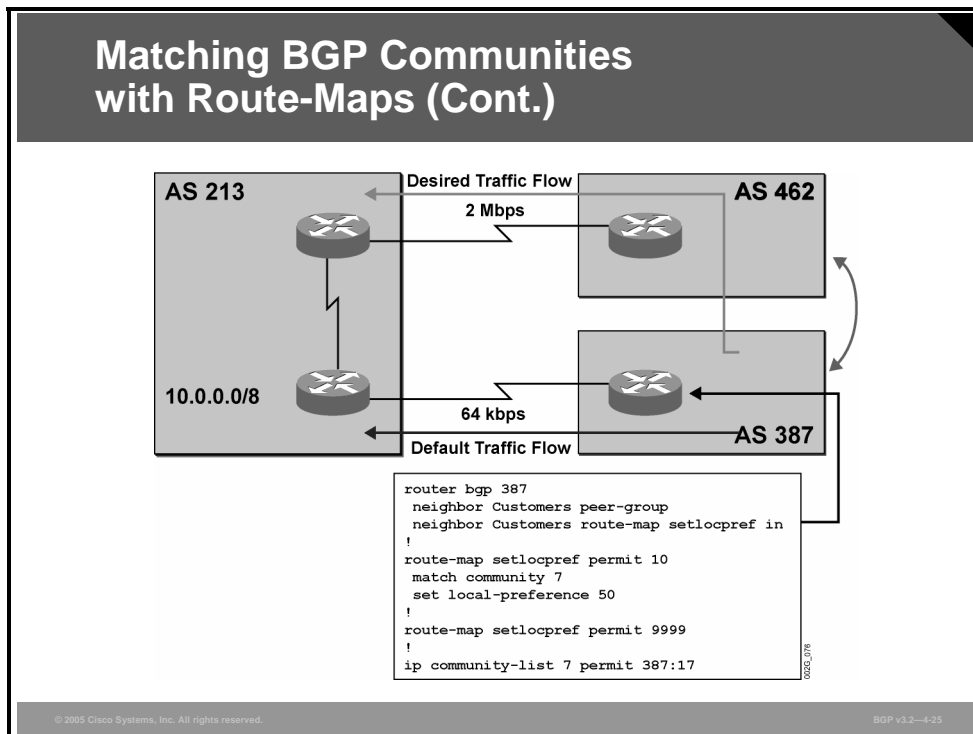 Matching BGP Communities
with Route-Maps (Cont.)
AS 213
Desired Traffic Flow
AS 462
2 Mbps
10.0.0.0/8
64 kbps
Default Traffic Flow
AS 387
router bgp 387
 neighbor Customers peer-group
 neighbor Customers route-map setlocpref in
!
route-map setlocpref permit 10
 match community 7
 set local-preference 50
!
route-map setlocpref permit 9999
!
ip community-list 7 permit 387:17
002G_076
© 2005 Cisco Systems, Inc. All rights reserved.
BGP v3.2—4-25